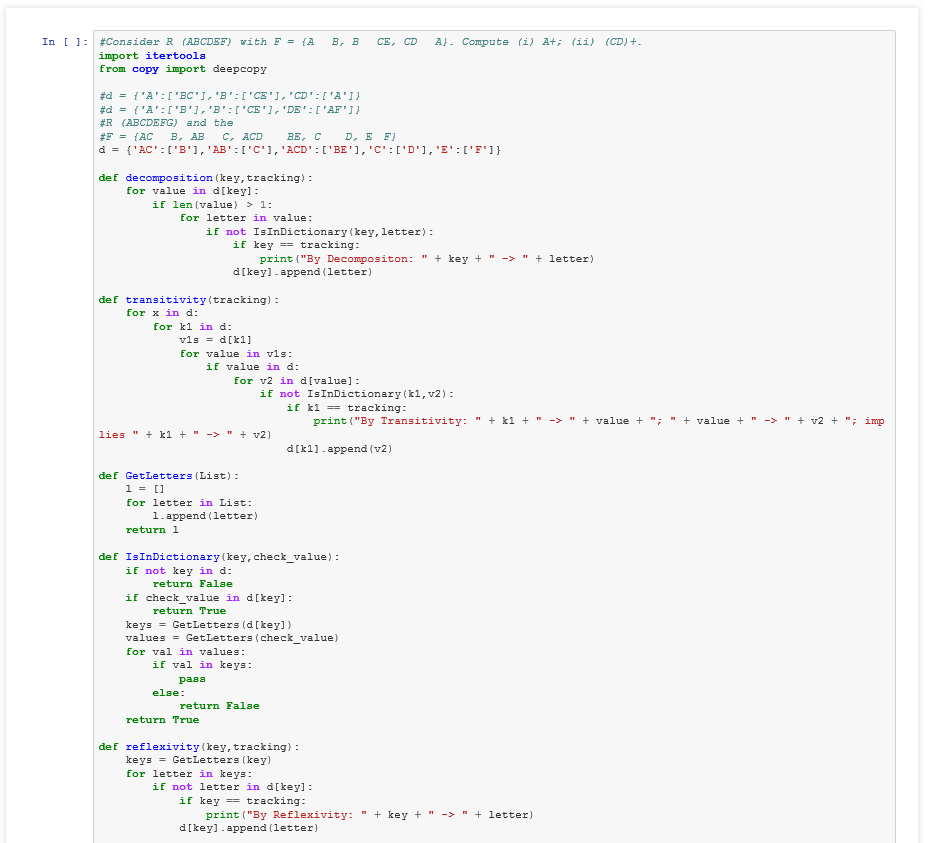 In [ ]: #Consider R (ABCDEF) with F = {A   B, B   CE, CD   A}. Compute (i) A+; (ii) (CD)+.
import itertools
from copy import deepcopy

#d = {'A':['BC'],'B':['CE'],'CD':['A']}
#d = {'A':['B'],'B':['CE'],'DE':['AF']}
#R (ABCDEFG) and the
#F = {AC   B, AB   C, ACD    BE, C    D, E  F}
d = {'AC':['B'],'AB':['C'],'ACD':['BE'],'C':['D'],'E':['F']}

def decomposition(key,tracking):
    for value in d[key]:
        if len(value) > 1:
            for letter in value:
                if not IsInDictionary(key,letter):
                    if key == tracking:
                        print("By Decompositon: " + key + " -> " + letter)
                    d[key].append(letter)

def transitivity(tracking):
    for x in d:
        for k1 in d:
            v1s = d[k1]
            for value in v1s:
                if value in d:
                    for v2 in d[value]:
                        if not IsInDictionary(k1,v2):
                            if k1 == tracking:
                                print("By Transitivity: " + k1 + " -> " + value + "; " + value + " -> " + v2 + "; imp
lies " + k1 + " -> " + v2)
                            d[k1].append(v2)

def GetLetters(List):
    l = []
    for letter in List:
        l.append(letter)
    return l

def IsInDictionary(key,check_value):
    if not key in d:
        return False
    if check_value in d[key]:
        return True
    keys = GetLetters(d[key])
    values = GetLetters(check_value)
    for val in values:
        if val in keys:
            pass
        else:
            return False
    return True

def reflexivity(key,tracking):
    keys = GetLetters(key)
    for letter in keys:
        if not letter in d[key]:
            if key == tracking:
                print("By Reflexivity: " + key + " -> " + letter)
            d[key].append(letter)